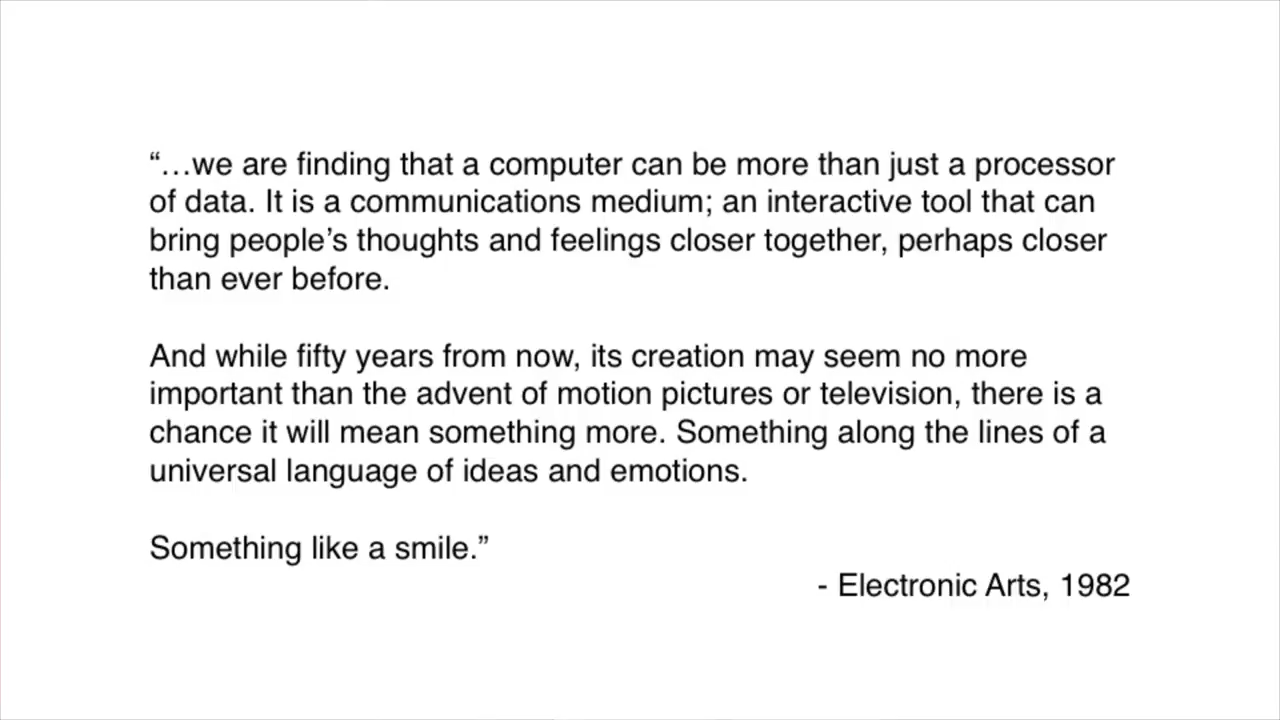 “…we are finding that a computer can be more than just a processor
of data. It is a communications medium; an interactive tool that can
bring people’s thoughts and feelings closer together, perhaps closer
than ever before.
And while fifty years from now, its creation may seem no more
important than the advent of motion pictures or television, there is a
chance it will mean something more. Something along the lines of a
universal language of ideas and emotions.
Something like a smile.”
- Electronic Arts, 1982